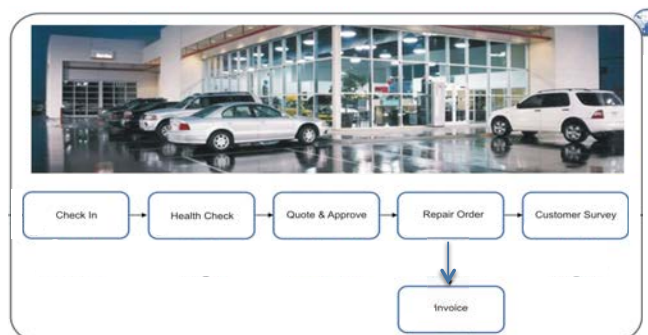 Check In
Health Check
Quote & Approve
Repair Order
Customer Survey
Invoice